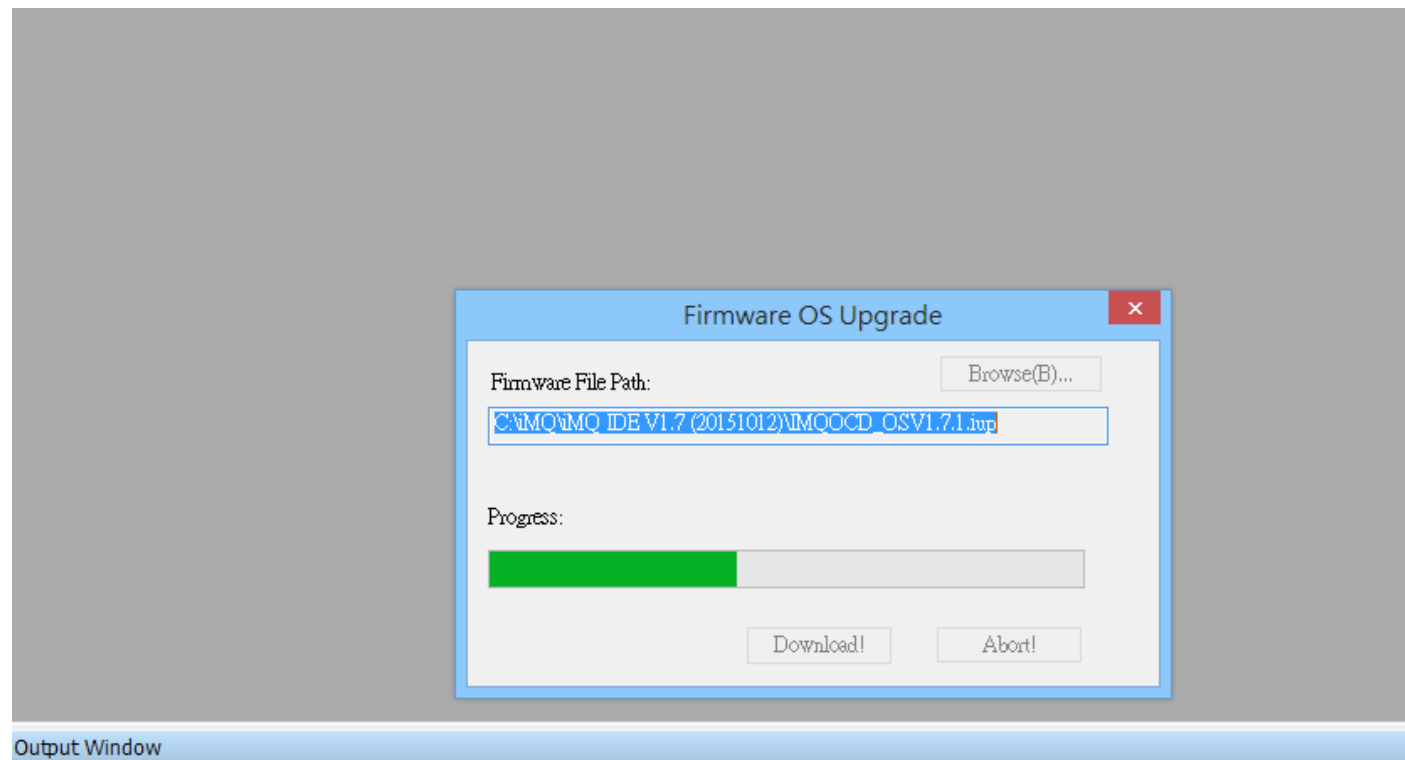 Firmware OS Upgrade
Browse(B)...
Firmware File Path:
C:\iMQ\iMQ IDE V1.7 (20151012)\IMQOCD_OSV1.7.1.iup
Progress:
Download!
Abort!
Output Window